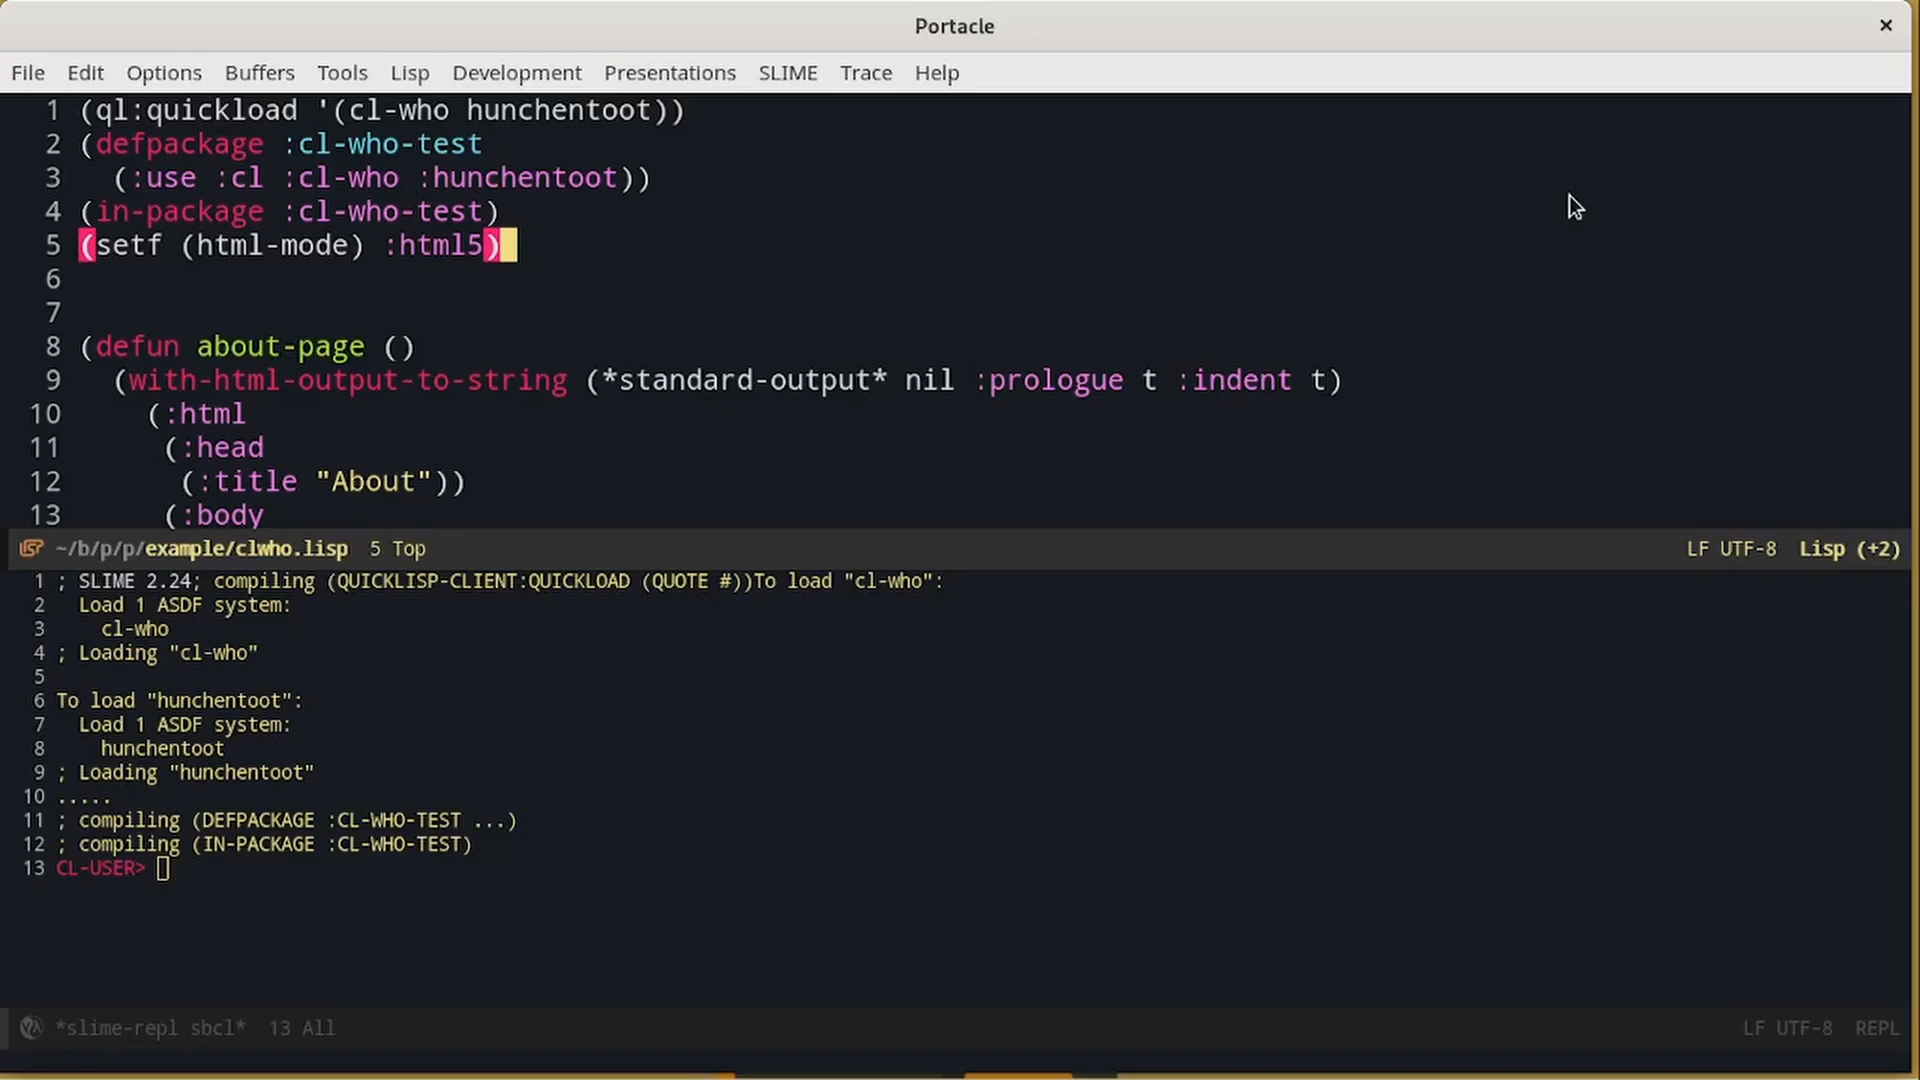 Portacle ×
File Edit Options Buffers Tools Lisp Development Presentations SLIME Trace Help
1 (ql:quickload '(cl-who hunchentoot))
2 (defpackage :cl-who-test
3   (:use :cl :cl-who :hunchentoot))
4 (in-package :cl-who-test)
5 (setf (html-mode) :html5)
6
7
8 (defun about-page ()
9   (with-html-output-to-string (*standard-output* nil :prologue t :indent t)
10     (:html
11      (:head
12       (:title "About"))
13      (:body
~/b/p/p/example/clwho.lisp 5 Top LF UTF-8 Lisp (+2)
1 ; SLIME 2.24; compiling (QUICKLISP-CLIENT:QUICKLOAD (QUOTE #))To load "cl-who":
2   Load 1 ASDF system:
3     cl-who
4 ; Loading "cl-who"
5
6 To load "hunchentoot":
7   Load 1 ASDF system:
8     hunchentoot
9 ; Loading "hunchentoot"
10 .....
11 ; compiling (DEFPACKAGE :CL-WHO-TEST ...)
12 ; compiling (IN-PACKAGE :CL-WHO-TEST)
13 CL-USER>
*slime-repl sbcl* 13 All LF UTF-8 REPL